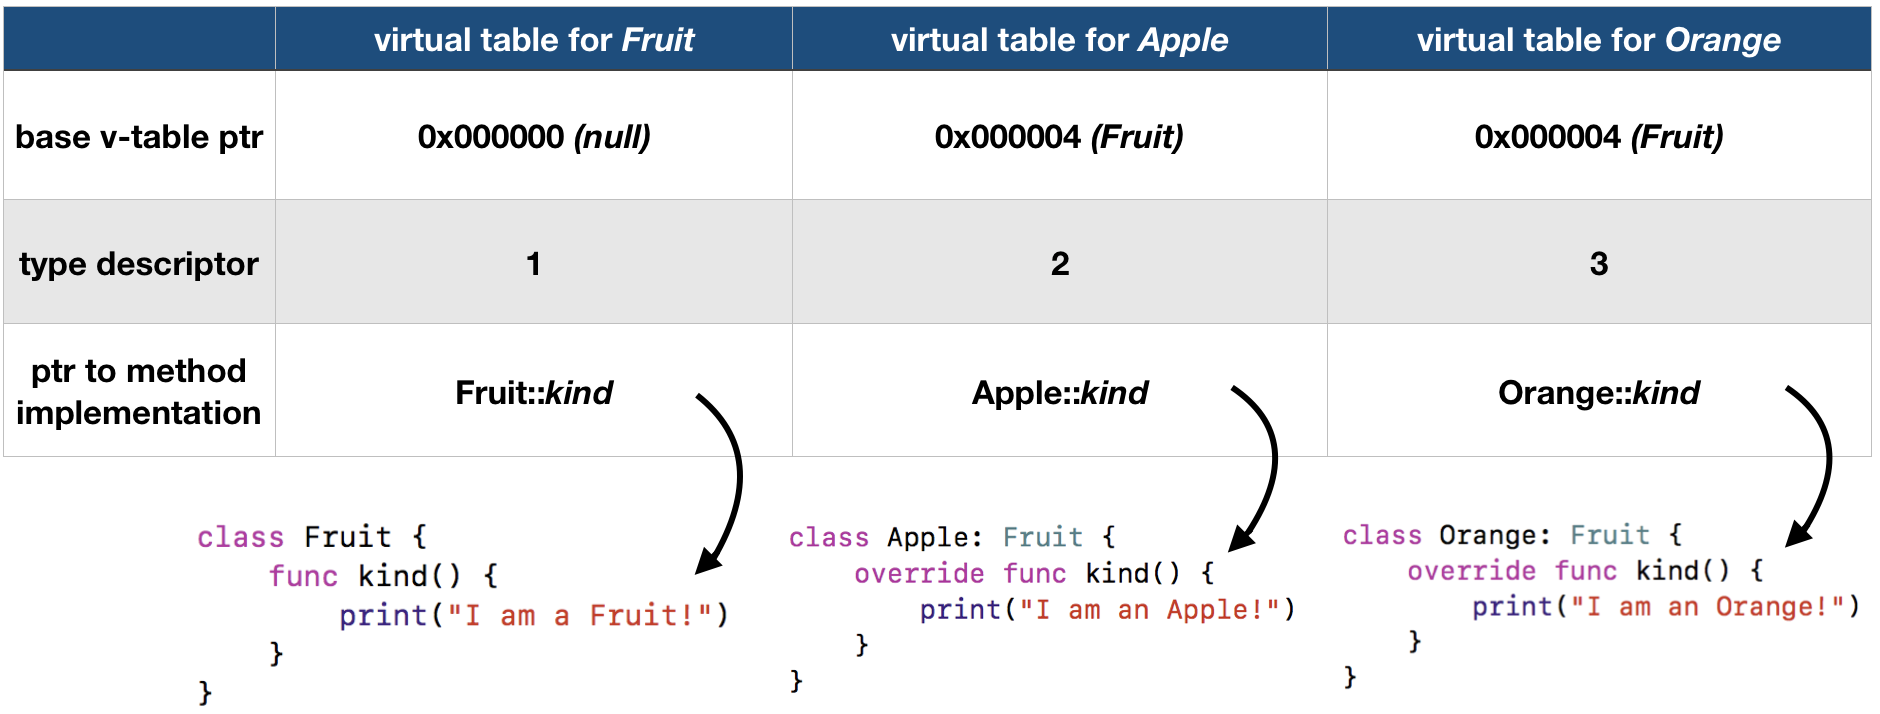 virtual table for Fruit virtual table for Apple virtual table for Orange
base v-table ptr 0x000000 (null) 0x000004 (Fruit) 0x000004 (Fruit)
type descriptor 1 2 3
ptr to method
implementation Fruit::kind Apple::kind Orange::kind
class Fruit {
    func kind() {
        print("I am a Fruit!")
    }
}
class Apple: Fruit {
    override func kind() {
        print("I am an Apple!")
    }
}
class Orange: Fruit {
    override func kind() {
        print("I am an Orange!")
    }
}